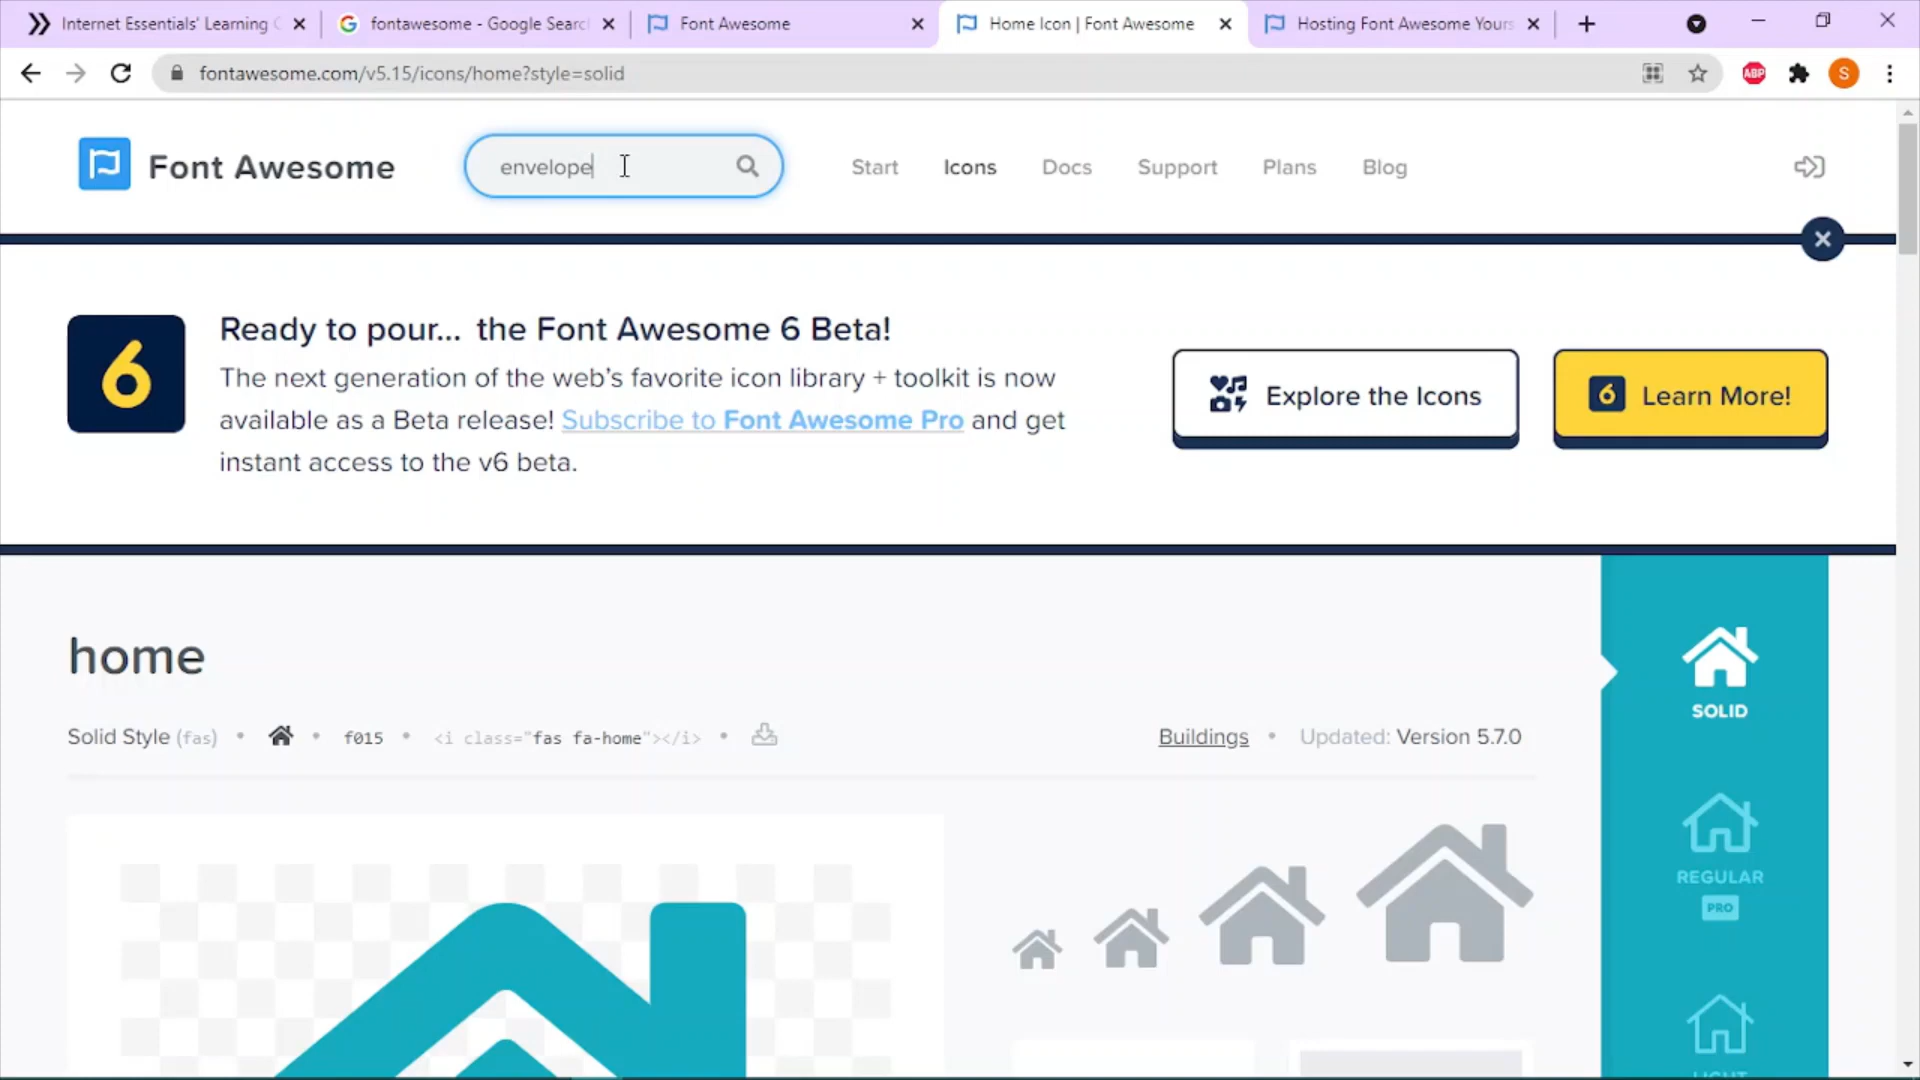 Internet Essentials' Learning C
fontawesome - Google Searc
Font Awesome
Home Icon | Font Awesome
Hosting Font Awesome Yours
fontawesome.com/v5.15/icons/home?style=solid
ABP
S
Font Awesome
envelope
Start
Icons
Docs
Support
Plans
Blog
6
Ready to pour... the Font Awesome 6 Beta!
The next generation of the web's favorite icon library + toolkit is now
available as a Beta release! Subscribe to Font Awesome Pro and get
instant access to the v6 beta.
Explore the Icons
6 Learn More!
home
Solid Style (fas) • • f015 • <i class="fas fa-home"></i> •
Buildings • Updated: Version 5.7.0
SOLID
REGULAR
PRO
LIGHT